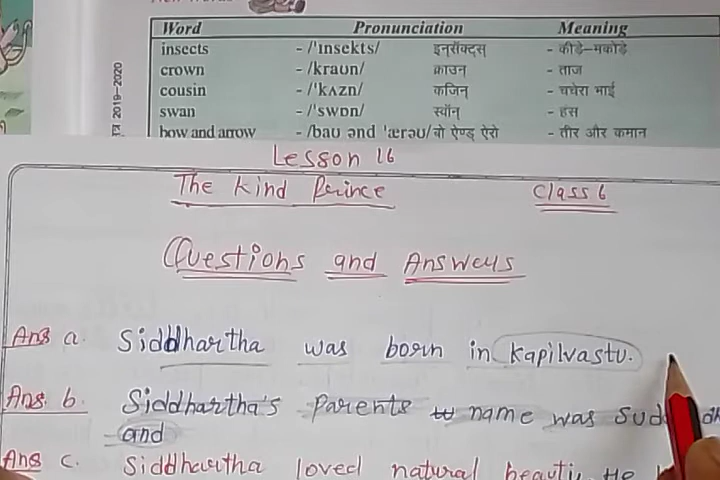 Word Pronunciation Meaning
insects - /'ɪnsekts/ इन्सॅक्ट्स् - कीड़े-मकोड़े
crown - /kraʊn/ क्राउन् - ताज
cousin - /'kʌzn/ कज़िन् - चचेरा भाई
swan - /'swɒn/ स्वॉन् - हंस
bow and arrow - /baʊ ənd 'ærəʊ/ बो ऐण्ड् ऐरो - तीर और कमान
2019-2020
Lesson 16
The Kind Prince Class 6
Questions and Answers
Ans a. Siddhartha was born in Kapilvastu.
Ans. b. Siddhartha's parents name was
and
Ans c. Siddhartha loved natural beauty. He